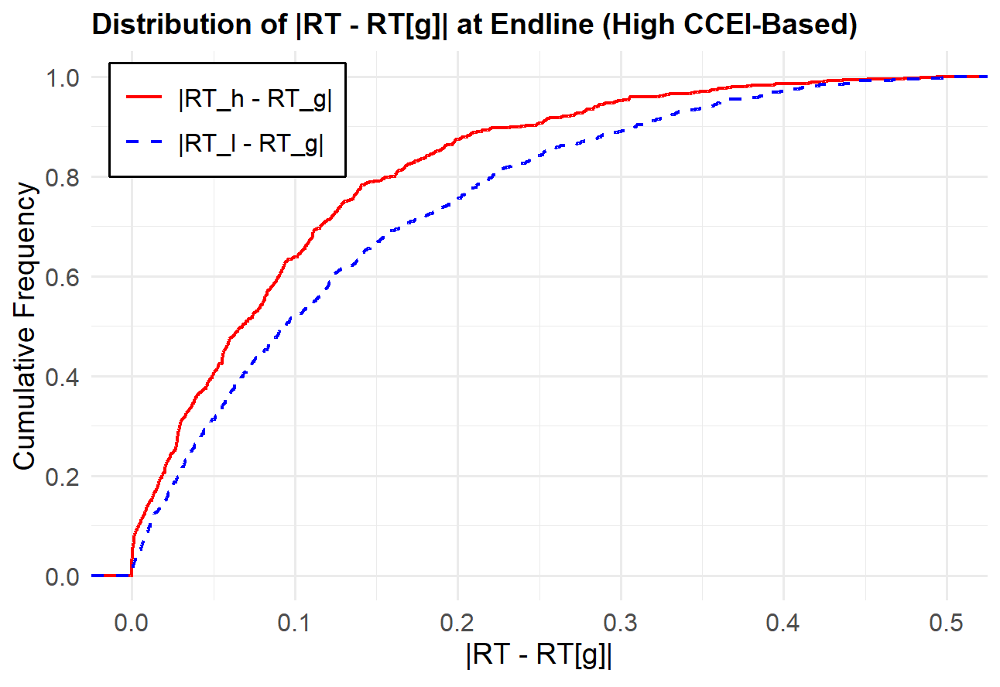 Distribution of |RT - RT[g]| at Endline (High CCEI-Based)
|RT_h - RT_g|
|RT_l - RT_g|
Cumulative Frequency
1.0
0.8
0.6
0.4
0.2
0.0
0.0 0.1 0.2 0.3 0.4 0.5
|RT - RT[g]|